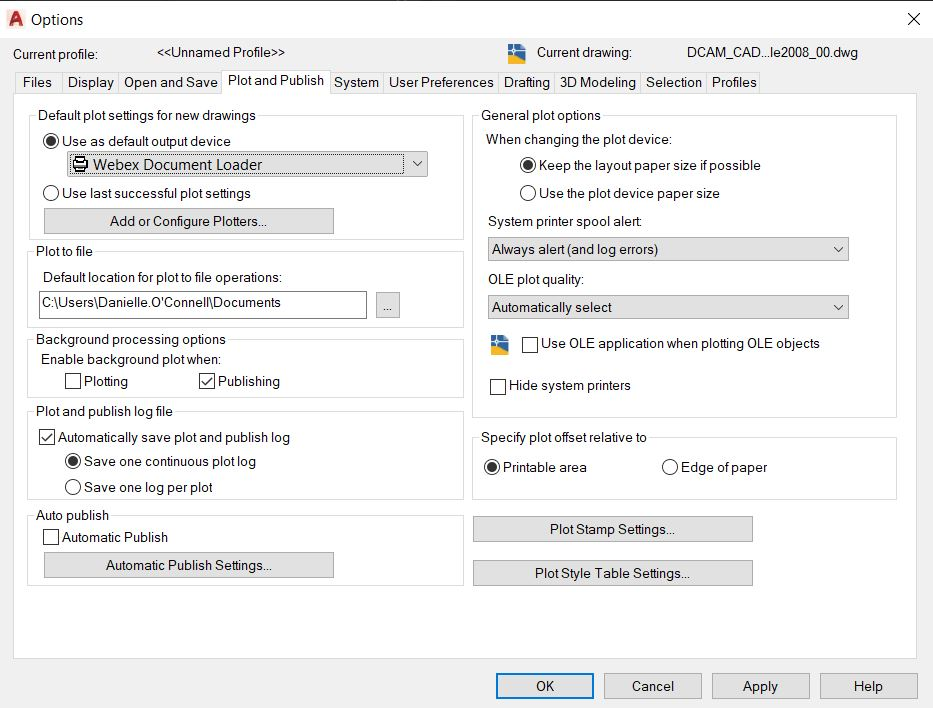 Options
Current profile: <<Unnamed Profile>> Current drawing: DCAM_CAD...le2008_00.dwg
Files Display Open and Save Plot and Publish System User Preferences Drafting 3D Modeling Selection Profiles
Default plot settings for new drawings
Use as default output device
Webex Document Loader
Use last successful plot settings
Add or Configure Plotters...
Plot to file
Default location for plot to file operations:
C:\Users\Danielle.O'Connell\Documents
...
Background processing options
Enable background plot when:
Plotting Publishing
Plot and publish log file
Automatically save plot and publish log
Save one continuous plot log
Save one log per plot
Auto publish
Automatic Publish
Automatic Publish Settings...
General plot options
When changing the plot device:
Keep the layout paper size if possible
Use the plot device paper size
System printer spool alert:
Always alert (and log errors)
OLE plot quality:
Automatically select
Use OLE application when plotting OLE objects
Hide system printers
Specify plot offset relative to
Printable area Edge of paper
Plot Stamp Settings...
Plot Style Table Settings...
OK Cancel Apply Help